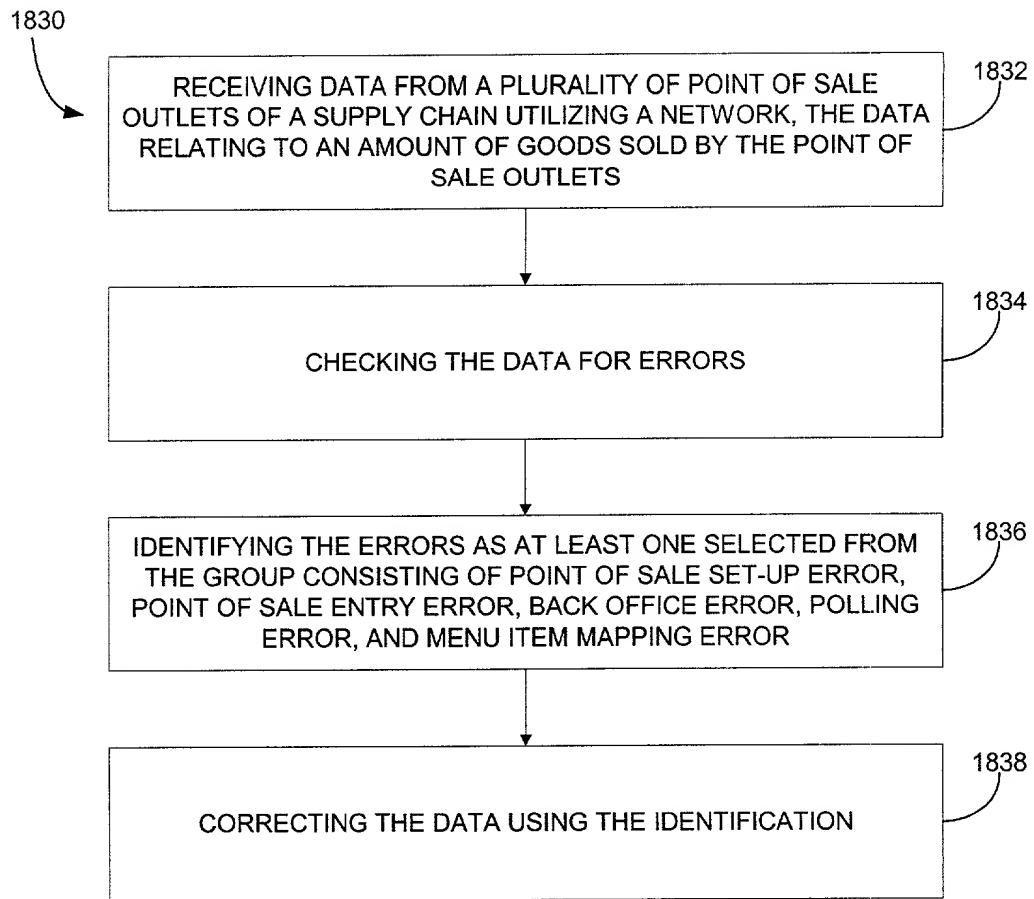 1830
RECEIVING DATA FROM A PLURALITY OF POINT OF SALE
OUTLETS OF A SUPPLY CHAIN UTILIZING A NETWORK, THE DATA
RELATING TO AN AMOUNT OF GOODS SOLD BY THE POINT OF
SALE OUTLETS
1832
CHECKING THE DATA FOR ERRORS
1834
IDENTIFYING THE ERRORS AS AT LEAST ONE SELECTED FROM
THE GROUP CONSISTING OF POINT OF SALE SET-UP ERROR,
POINT OF SALE ENTRY ERROR, BACK OFFICE ERROR, POLLING
ERROR, AND MENU ITEM MAPPING ERROR
1836
CORRECTING THE DATA USING THE IDENTIFICATION
1838